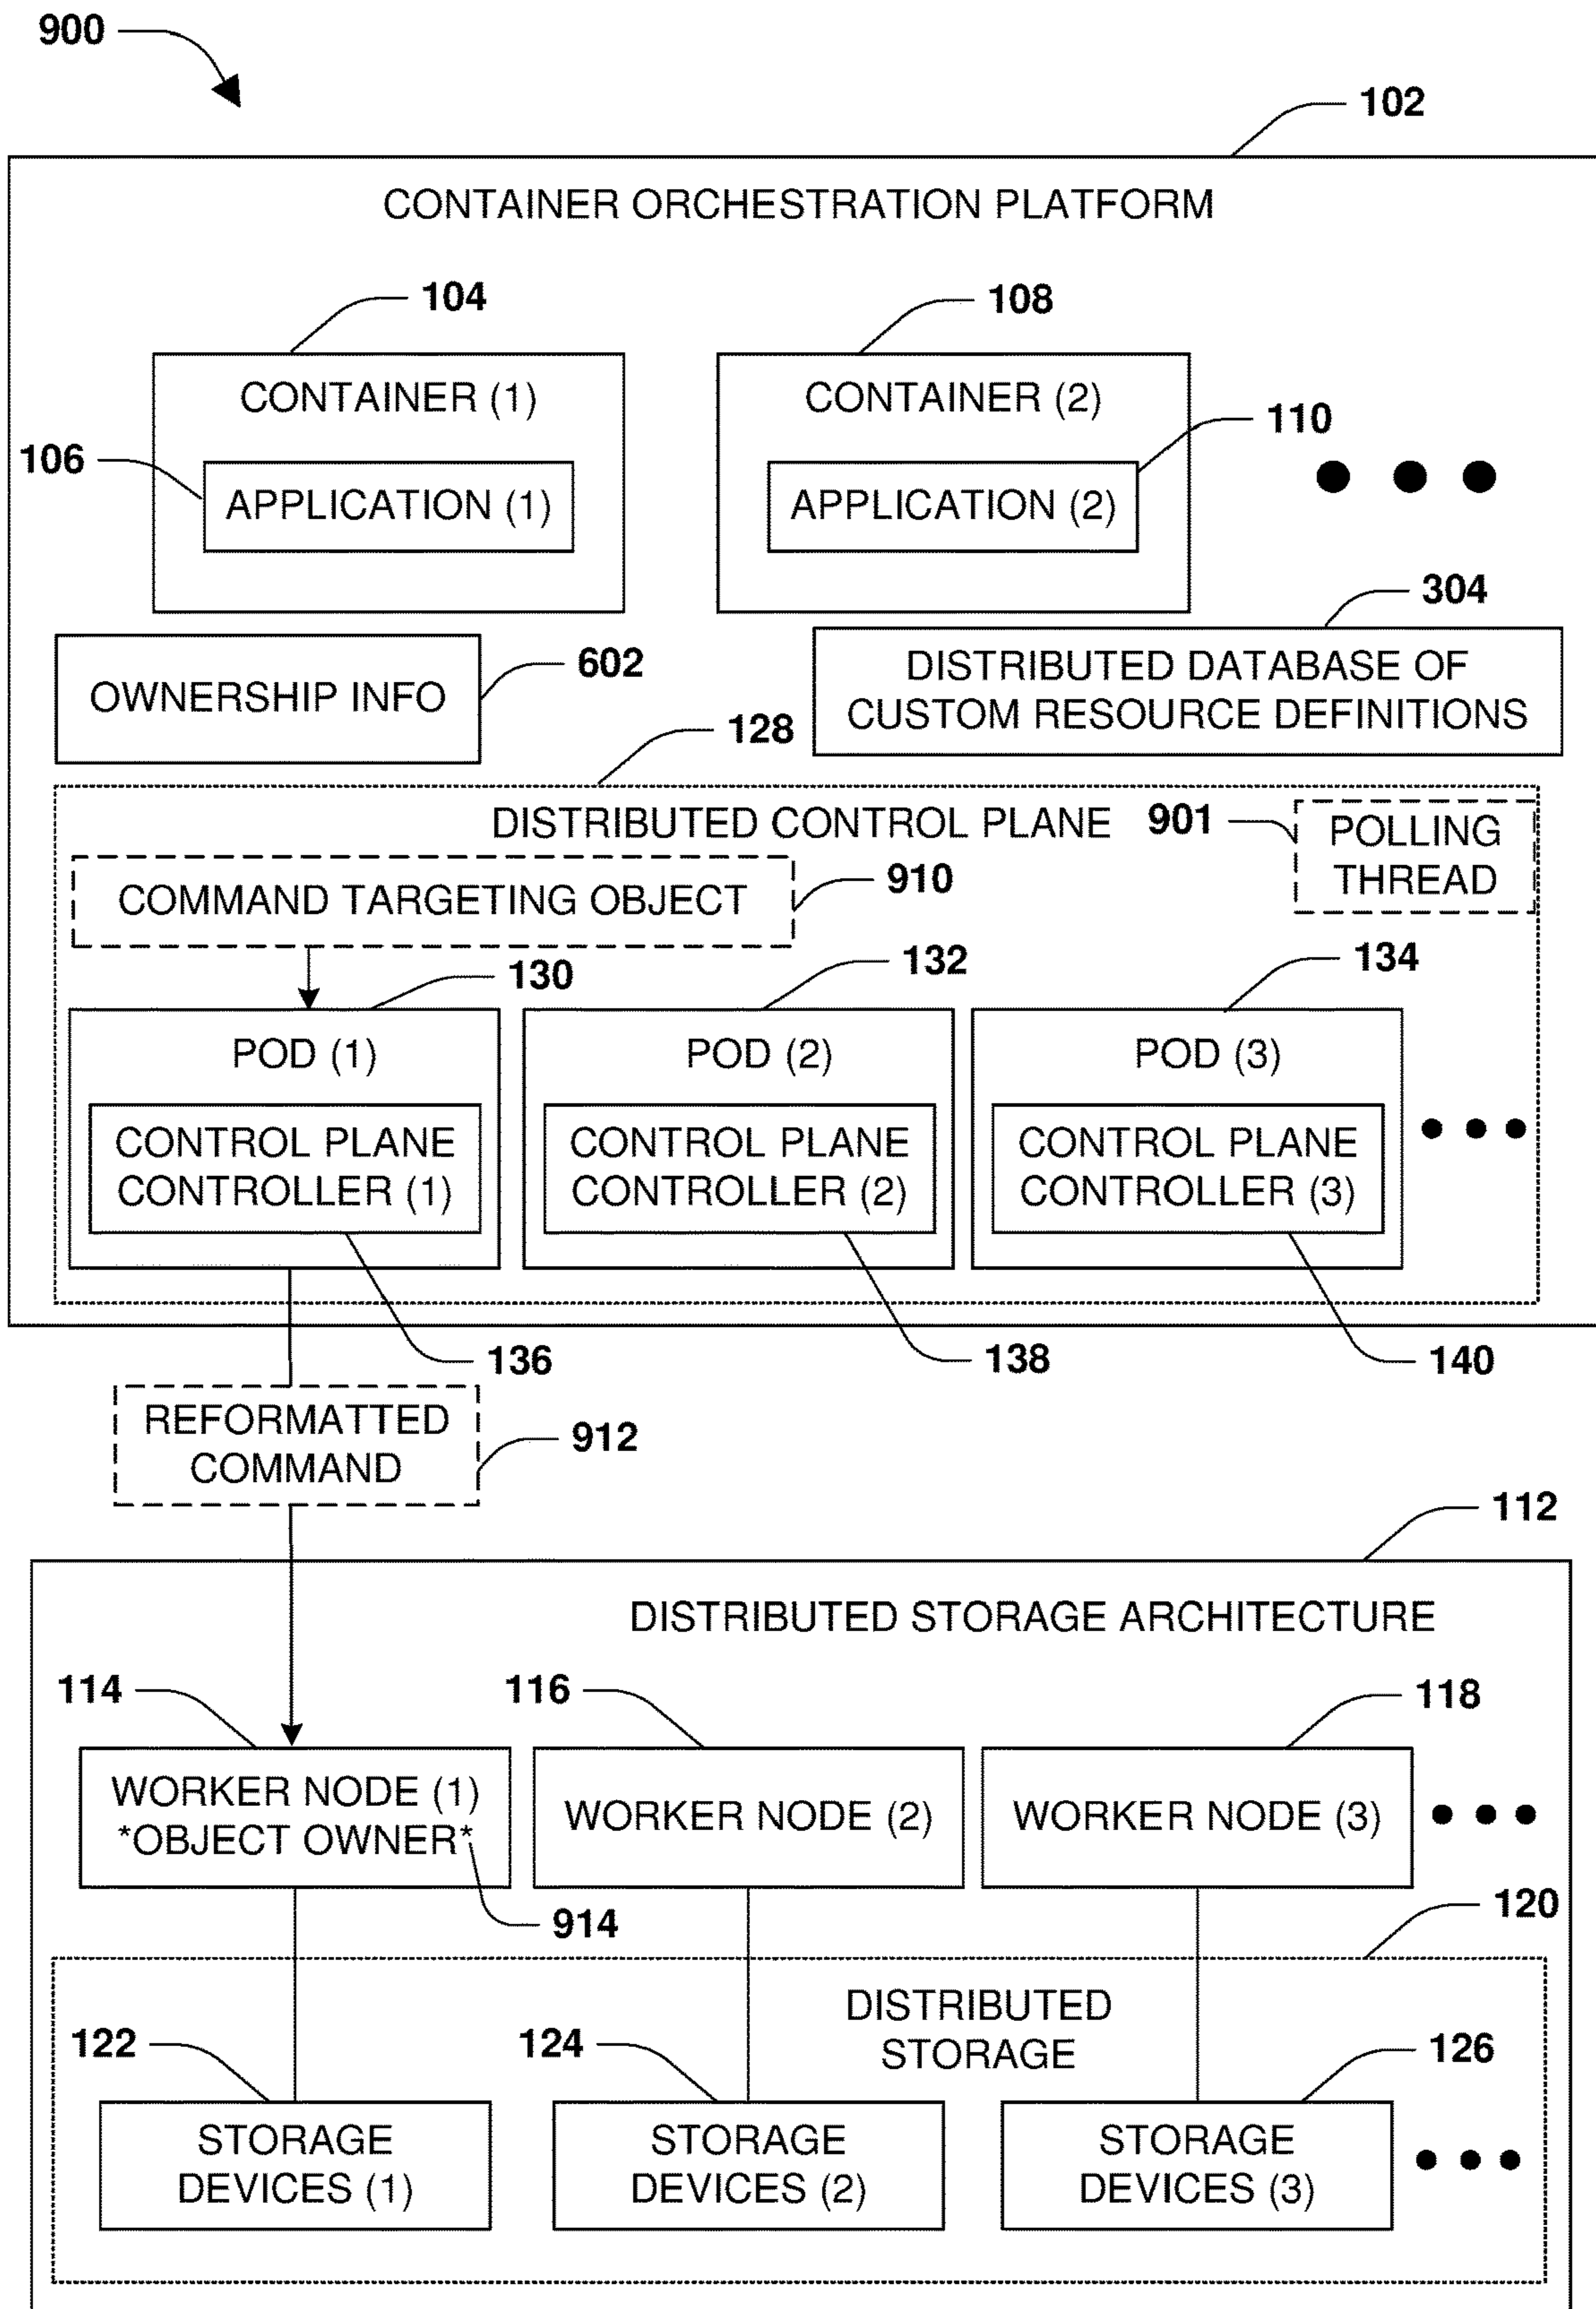 900
102
CONTAINER ORCHESTRATION PLATFORM
104
108
CONTAINER (1)
CONTAINER (2)
106
110
APPLICATION (1)
APPLICATION (2)
304
OWNERSHIP INFO
602
DISTRIBUTED DATABASE OF
CUSTOM RESOURCE DEFINITIONS
128
DISTRIBUTED CONTROL PLANE
901
POLLING
THREAD
COMMAND TARGETING OBJECT
910
130
132
134
POD (1)
POD (2)
POD (3)
CONTROL PLANE
CONTROLLER (1)
CONTROL PLANE
CONTROLLER (2)
CONTROL PLANE
CONTROLLER (3)
136
138
140
REFORMATTED
COMMAND
912
112
DISTRIBUTED STORAGE ARCHITECTURE
114
116
118
WORKER NODE (1)
*OBJECT OWNER*
WORKER NODE (2)
WORKER NODE (3)
914
120
DISTRIBUTED
STORAGE
122
124
126
STORAGE
DEVICES (1)
STORAGE
DEVICES (2)
STORAGE
DEVICES (3)